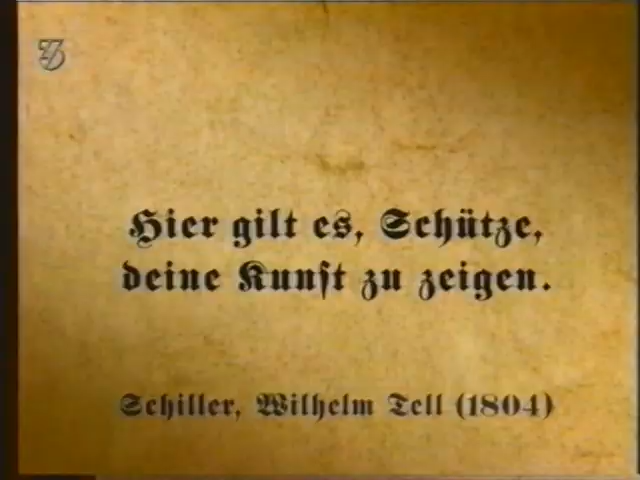 Hier gilt es, Schütze,
deine Kunſt zu zeigen.
Schiller, Wilhelm Tell (1804)